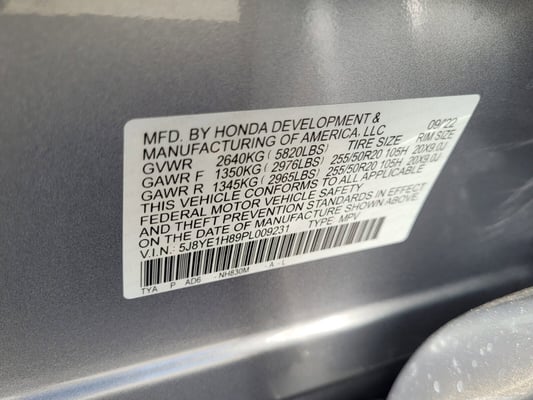 MFD. BY HONDA DEVELOPMENT & 09/22
MANUFACTURING OF AMERICA, LLC
GVWR 2640KG ( 5820LBS) TIRE SIZE RIM SIZE
GAWR F 1350KG ( 2976LBS) 255/50R20 105H 20X9.0J
GAWR R 1345KG ( 2965LBS) 255/50R20 105H 20X9.0J
THIS VEHICLE CONFORMS TO ALL APPLICABLE
FEDERAL MOTOR VEHICLE SAFETY
AND THEFT PREVENTION STANDARDS IN EFFECT
ON THE DATE OF MANUFACTURE SHOWN ABOVE.
V.I.N.: 5J8YE1H89PL009231 TYPE: MPV
TYA P AD6 -NH830M -A L